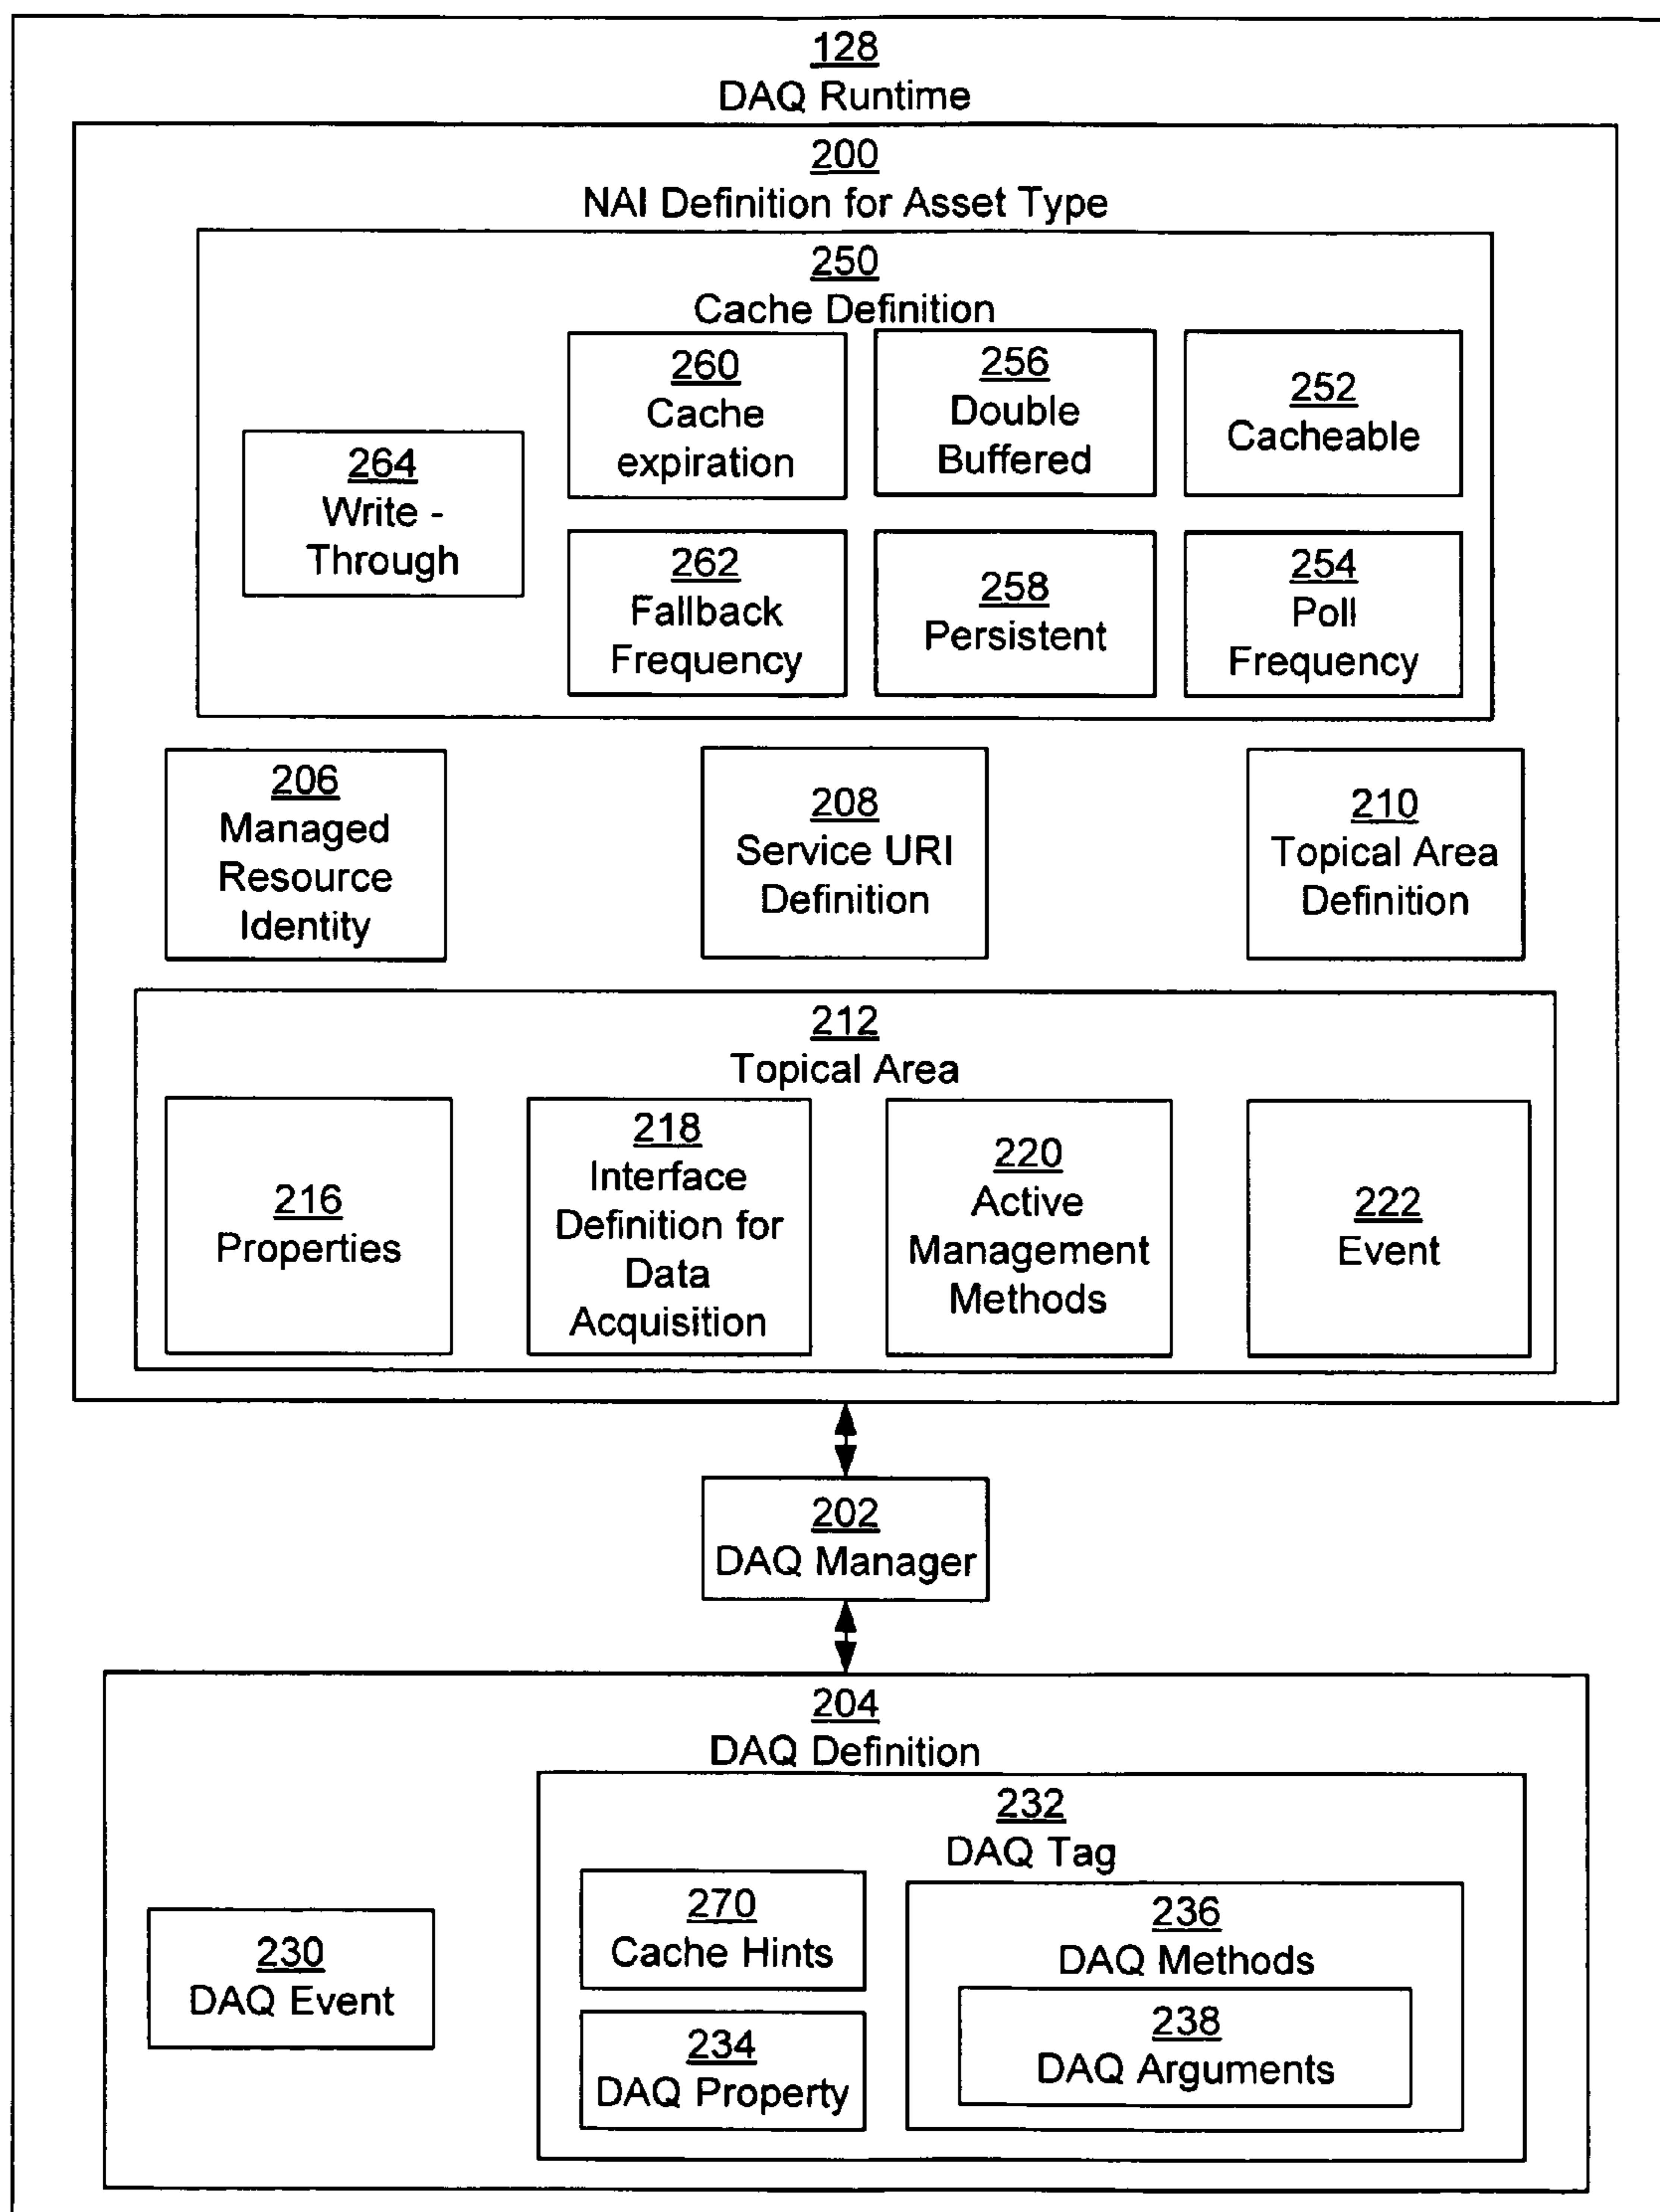 128
DAQ Runtime
200
NAI Definition for Asset Type
250
Cache Definition
264
Write -
Through
260
Cache
expiration
256
Double
Buffered
252
Cacheable
262
Fallback
Frequency
258
Persistent
254
Poll
Frequency
206
Managed
Resource
Identity
208
Service URI
Definition
210
Topical Area
Definition
212
Topical Area
216
Properties
218
Interface
Definition for
Data
Acquisition
220
Active
Management
Methods
222
Event
202
DAQ Manager
204
DAQ Definition
230
DAQ Event
232
DAQ Tag
270
Cache Hints
234
DAQ Property
236
DAQ Methods
238
DAQ Arguments